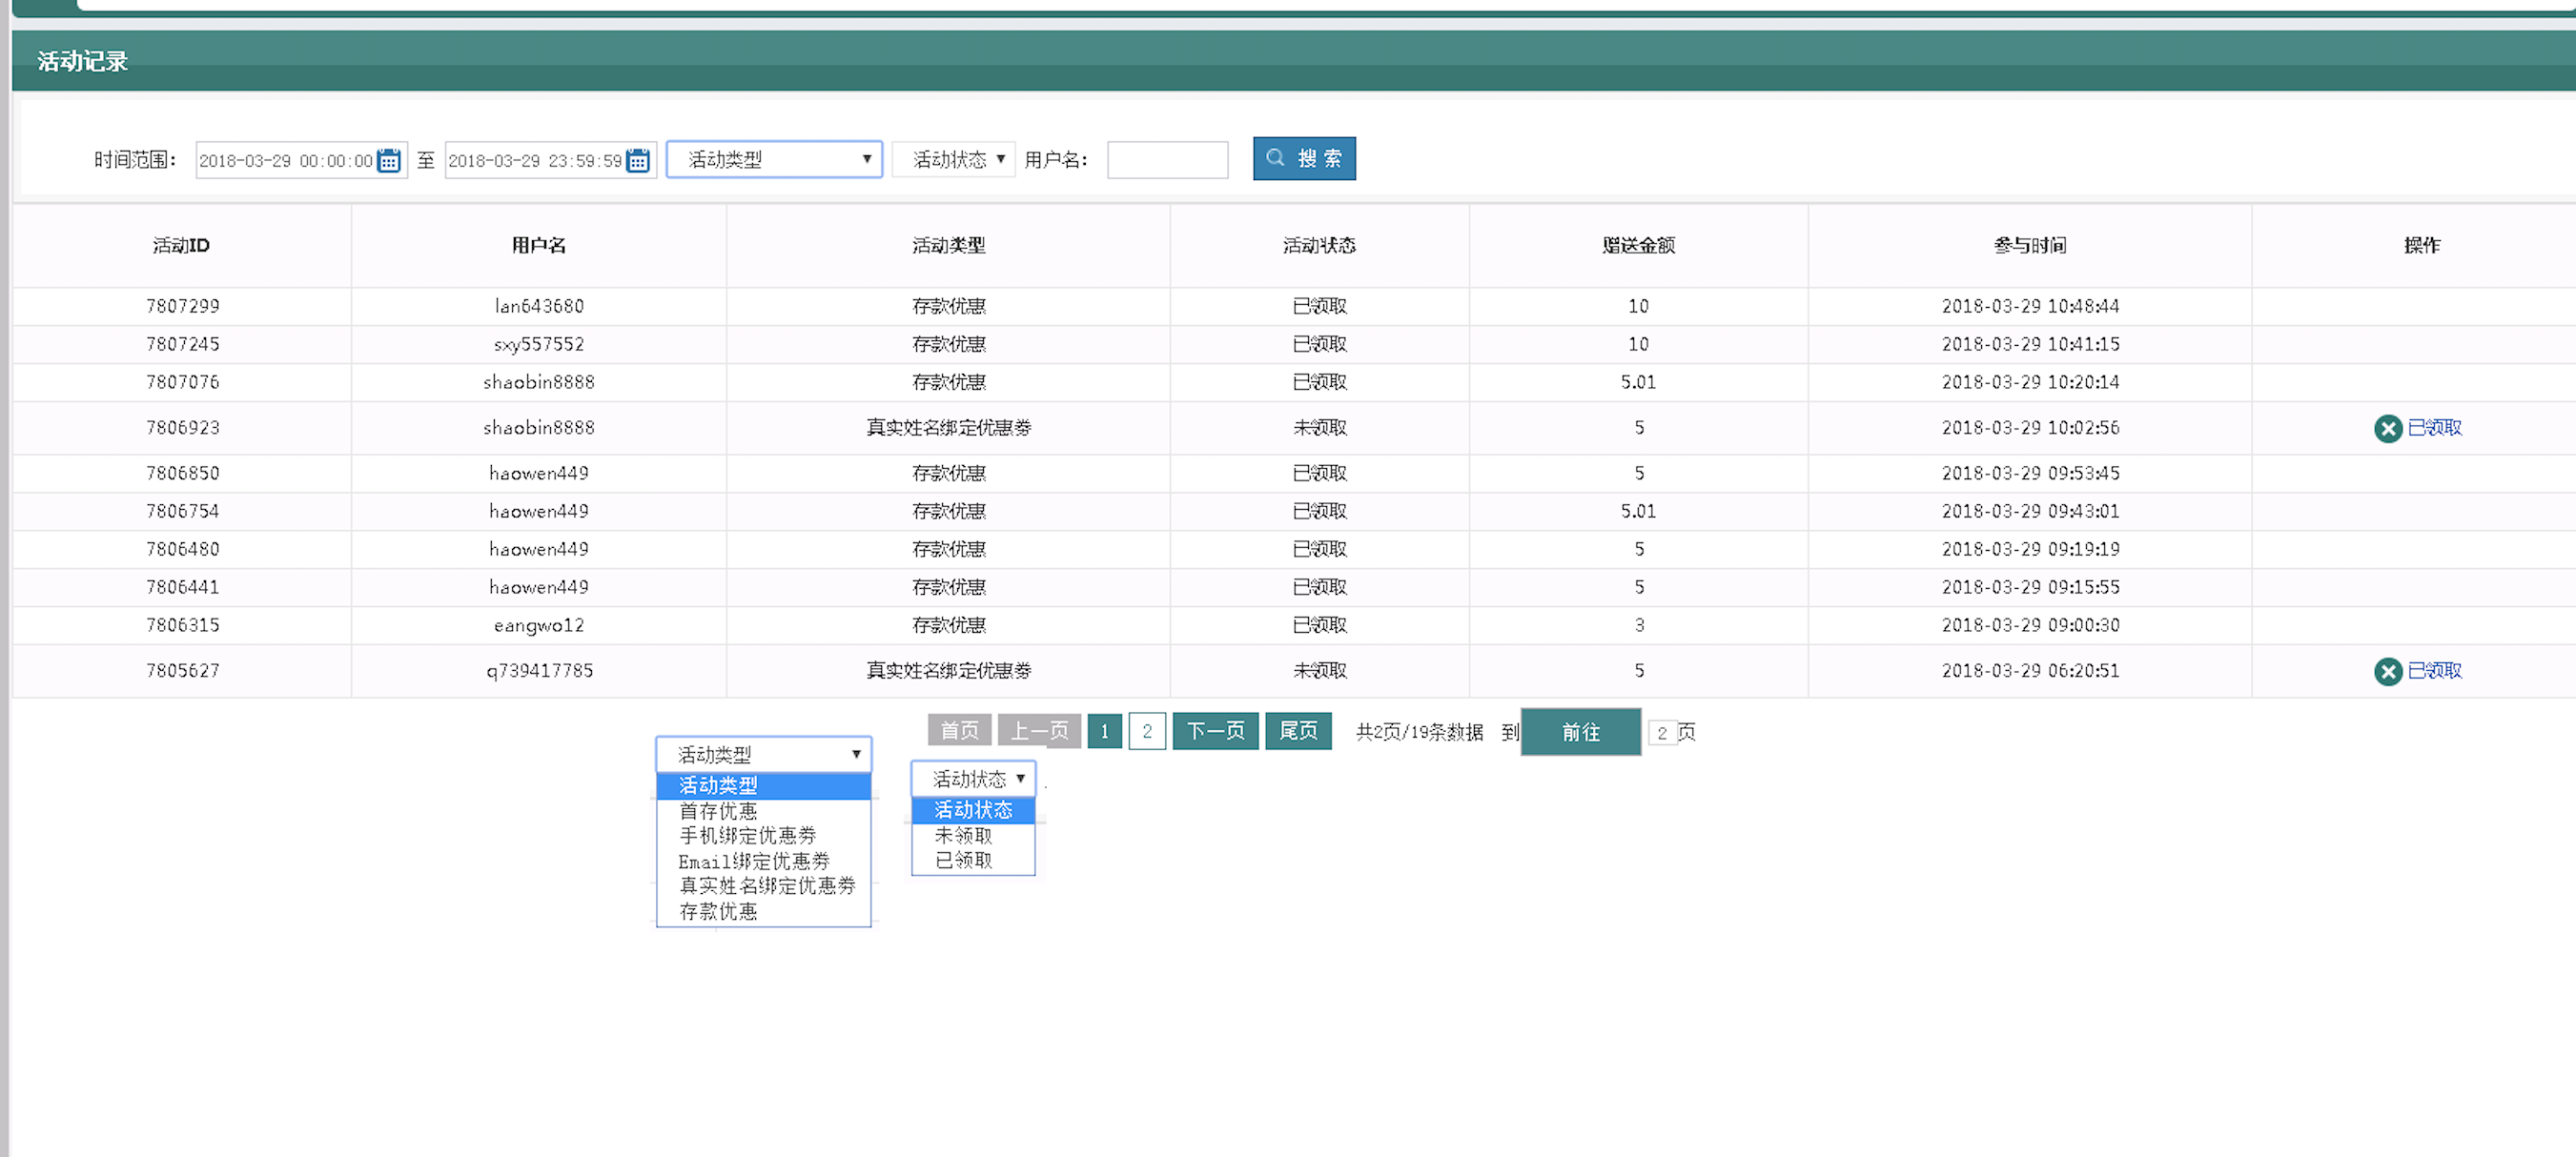 活动记录
时间范围： 2018-03-29 00:00:00 至 2018-03-29 23:59:59 活动类型 活动状态 用户名： 搜 索
活动ID 用户名 活动类型 活动状态 赠送金额 参与时间 操作
7807299 lan643680 存款优惠 已领取 10 2018-03-29 10:48:44
7807245 sxy557552 存款优惠 已领取 10 2018-03-29 10:41:15
7807076 shaobin8888 存款优惠 已领取 5.01 2018-03-29 10:20:14
7806923 shaobin8888 真实姓名绑定优惠劵 未领取 5 2018-03-29 10:02:56 已领取
7806850 haowen449 存款优惠 已领取 5 2018-03-29 09:53:45
7806754 haowen449 存款优惠 已领取 5.01 2018-03-29 09:43:01
7806480 haowen449 存款优惠 已领取 5 2018-03-29 09:19:19
7806441 haowen449 存款优惠 已领取 5 2018-03-29 09:15:55
7806315 eangwo12 存款优惠 已领取 3 2018-03-29 09:00:30
7805627 q739417785 真实姓名绑定优惠劵 未领取 5 2018-03-29 06:20:51 已领取
首页 上一页 1 2 下一页 尾页 共2页/19条数据 到 前往 2 页
活动类型
活动类型
首存优惠
手机绑定优惠劵
Email绑定优惠劵
真实姓名绑定优惠劵
存款优惠
活动状态
活动状态
未领取
已领取